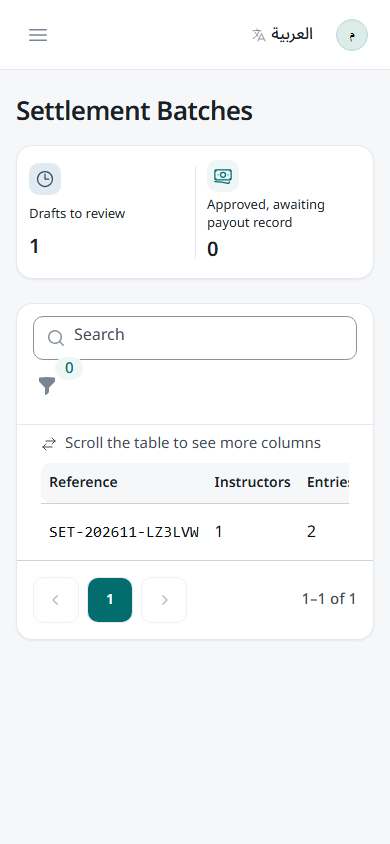 العربية
م
Settlement Batches
Drafts to review
1
Approved, awaiting
payout record
0
Search
0
Scroll the table to see more columns
Reference Instructors Entries
SET-202611-LZ3LVW 1 2
1
1–1 of 1